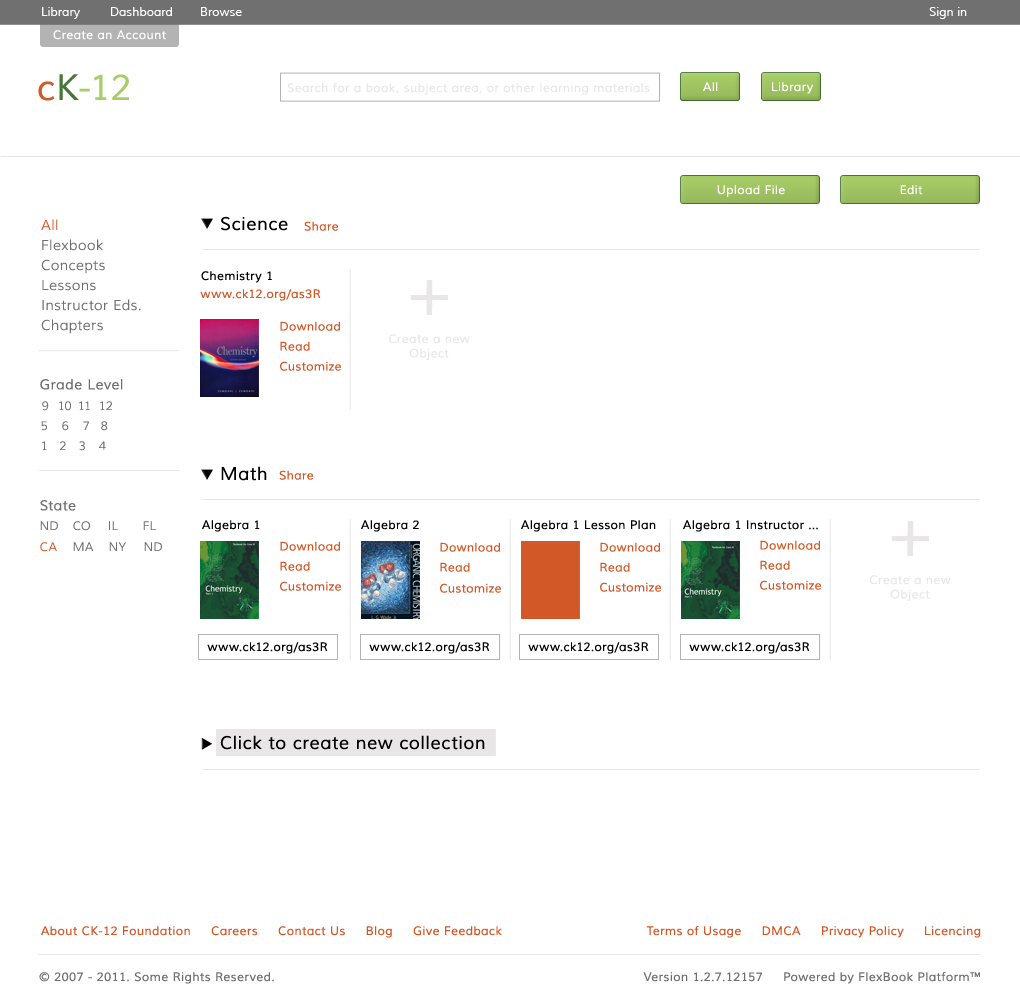 Library Dashboard Browse Sign in
Create an Account
cK-12
Search for a book, subject area, or other learning materials
All
Library
Upload File
Edit
All
Flexbook
Concepts
Lessons
Instructor Eds.
Chapters
Grade Level
9 10 11 12
5 6 7 8
1 2 3 4
State
ND CO IL FL
CA MA NY ND
Science Share
Chemistry 1
www.ck12.org/as3R
Chemistry
Download
Read
Customize
Create a new
Object
Math Share
Algebra 1
Chemistry
Download
Read
Customize
www.ck12.org/as3R
Algebra 2
ORGANIC CHEMISTRY
Download
Read
Customize
www.ck12.org/as3R
Algebra 1 Lesson Plan
Download
Read
Customize
www.ck12.org/as3R
Algebra 1 Instructor ...
Chemistry
Download
Read
Customize
www.ck12.org/as3R
Create a new
Object
Click to create new collection
About CK-12 Foundation Careers Contact Us Blog Give Feedback Terms of Usage DMCA Privacy Policy Licencing
© 2007 - 2011, Some Rights Reserved. Version 1.2.7.12157 Powered by FlexBook Platform™